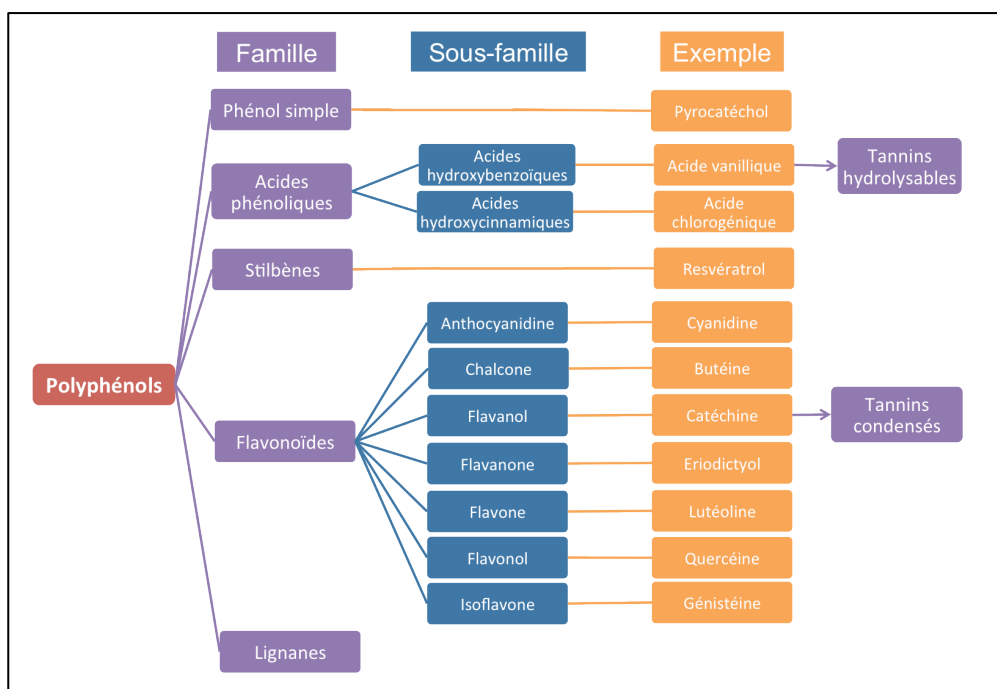 Famille
Sous-famille
Exemple
Phénol simple
Pyrocatéchol
Acides
phénoliques
Acides
hydroxybenzoïques
Acide vanillique
Tannins
hydrolysables
Acides
hydroxycinnamiques
Acide
chlorogénique
Stilbènes
Resvératrol
Polyphénols
Flavonoïdes
Anthocyanidine
Cyanidine
Chalcone
Butéine
Flavanol
Catéchine
Tannins
condensés
Flavanone
Eriodictyol
Flavone
Lutéoline
Flavonol
Quercéine
Isoflavone
Génistéine
Lignanes